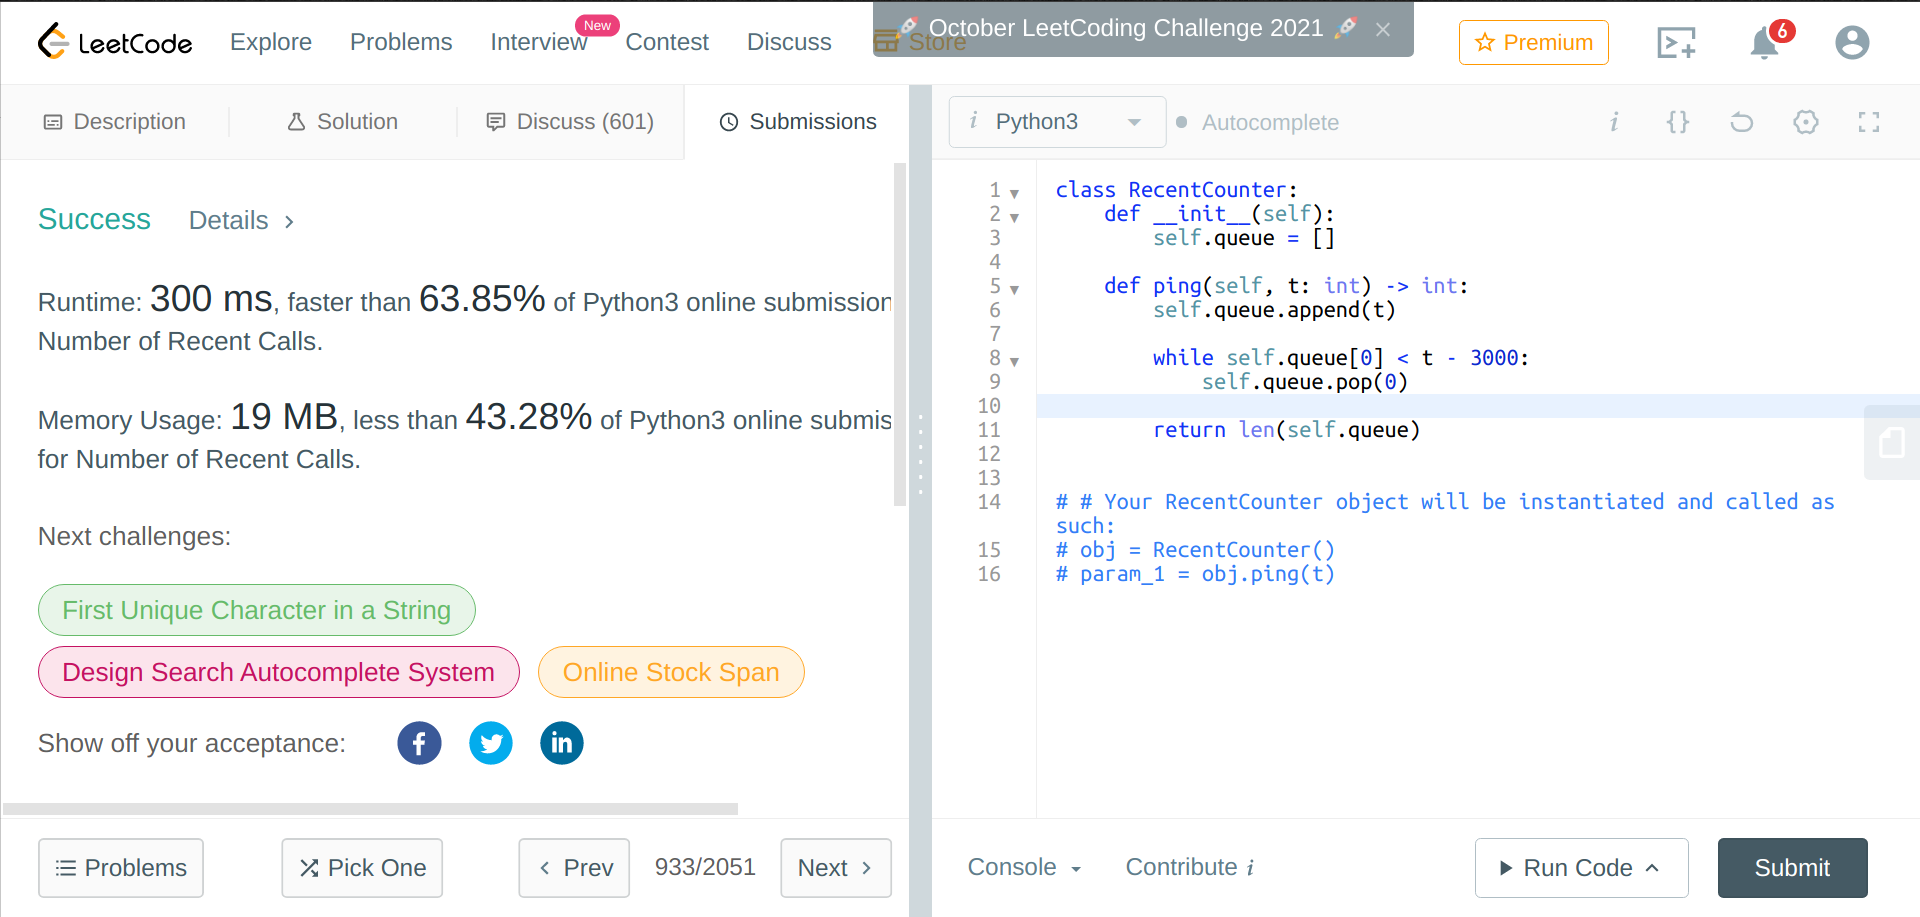 LeetCode
Explore
Problems
Interview
New
Contest
Discuss
Store
🚀 October LeetCoding Challenge 2021 🚀
Premium
6
Description
Solution
Discuss (601)
Submissions
Success
Details
Runtime: 300 ms, faster than 63.85% of Python3 online submission
Number of Recent Calls.
Memory Usage: 19 MB, less than 43.28% of Python3 online submis
for Number of Recent Calls.
Next challenges:
First Unique Character in a String
Design Search Autocomplete System
Online Stock Span
Show off your acceptance:
Problems
Pick One
Prev
933/2051
Next
i Python3
Autocomplete
i {}
1 class RecentCounter:
2     def __init__(self):
3         self.queue = []
4
5     def ping(self, t: int) -> int:
6         self.queue.append(t)
7
8         while self.queue[0] < t - 3000:
9             self.queue.pop(0)
10
11         return len(self.queue)
12
13
14 # # Your RecentCounter object will be instantiated and called as
such:
15 # obj = RecentCounter()
16 # param_1 = obj.ping(t)
Console
Contribute i
Run Code
Submit